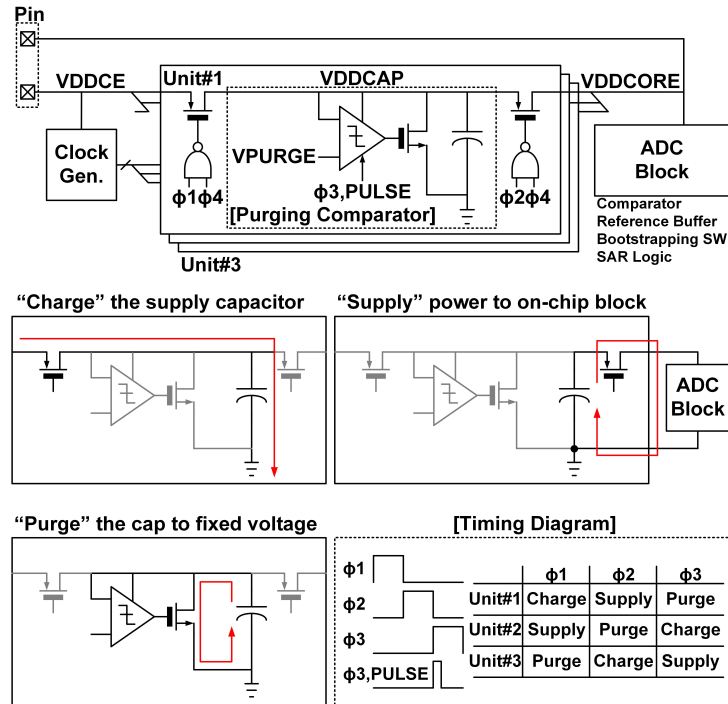 Pin
VDDCE
Unit#1
VDDCAP
VDDCORE
Clock
Gen.
VPURGE
ϕ1ϕ4
ϕ3,PULSE
ϕ2ϕ4
[Purging Comparator]
Unit#3
ADC
Block
Comparator
Reference Buffer
Bootstrapping SW
SAR Logic
“Charge” the supply capacitor
“Supply” power to on-chip block
ADC
Block
“Purge” the cap to fixed voltage
[Timing Diagram]
ϕ1
ϕ2
ϕ3
ϕ3,PULSE
ϕ1 ϕ2 ϕ3
Unit#1 Charge Supply Purge
Unit#2 Supply Purge Charge
Unit#3 Purge Charge Supply